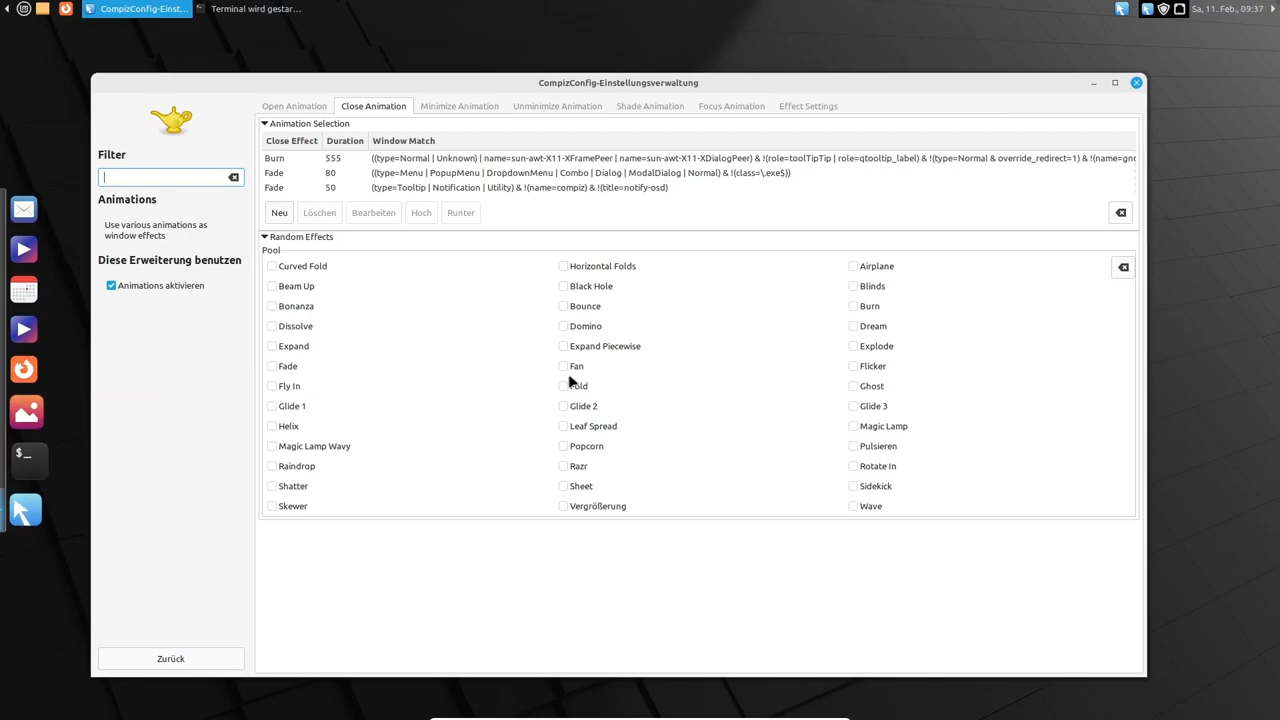 CompizConfig-Einst...
Terminal wird gestar...
Sa, 11. Feb., 09:37
CompizConfig-Einstellungsverwaltung
Filter
Animations
Use various animations as
window effects
Diese Erweiterung benutzen
Animations aktivieren
Zurück
Open Animation Close Animation Minimize Animation Unminimize Animation Shade Animation Focus Animation Effect Settings
Animation Selection
Close Effect Duration Window Match
Burn 555 ((type=Normal | Unknown) | name=sun-awt-X11-XFramePeer | name=sun-awt-X11-XDialogPeer) & !(role=toolTipTip | role=qtooltip_label) & !(type=Normal & override_redirect=1) & !(name=gno
Fade 80 ((type=Menu | PopupMenu | DropdownMenu | Combo | Dialog | ModalDialog | Normal) & !(class=\.exe$))
Fade 50 (type=Tooltip | Notification | Utility) & !(name=compiz) & !(title=notify-osd)
Neu Löschen Bearbeiten Hoch Runter
Random Effects
Pool
Curved Fold Horizontal Folds Airplane
Beam Up Black Hole Blinds
Bonanza Bounce Burn
Dissolve Domino Dream
Expand Expand Piecewise Explode
Fade Fan Flicker
Fly In Fold Ghost
Glide 1 Glide 2 Glide 3
Helix Leaf Spread Magic Lamp
Magic Lamp Wavy Popcorn Pulsieren
Raindrop Razr Rotate In
Shatter Sheet Sidekick
Skewer Vergrößerung Wave
$_